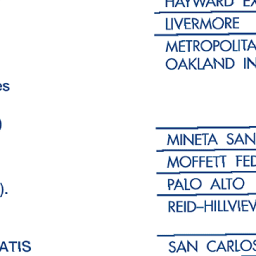 HAYWARD EX
LIVERMORE
METROPOLITA
OAKLAND IN
es
)
MINETA SAN
MOFFETT FED
PALO ALTO
).
REID–HILLVIEW
ATIS
SAN CARLOS